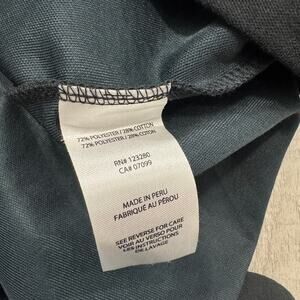 72% POLYESTER / 28% COTTON
72% POLYESTER / 28% COTON
RN# 123280
CA# 07099
MADE IN PERU
FABRIQUÉ AU PÉROU
SEE REVERSE FOR CARE
VOIR AU VERSO POUR
LES INSTRUCTIONS
DE LAVAGE